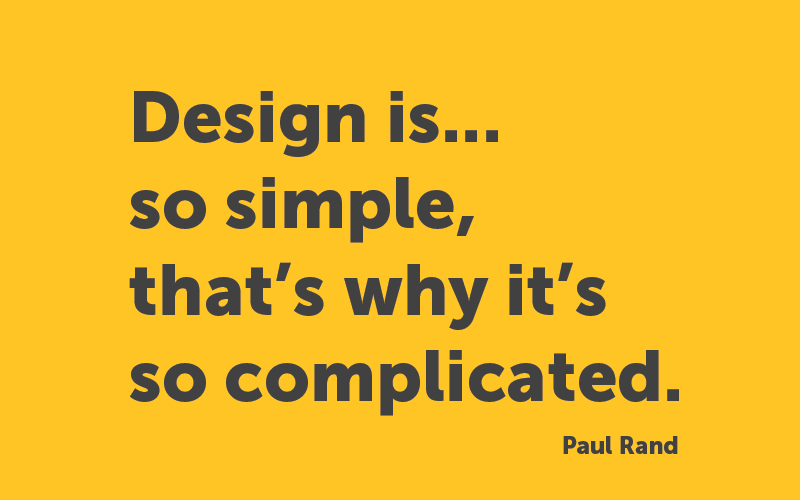 Design is...
so simple,
that’s why it’s
so complicated.
Paul Rand